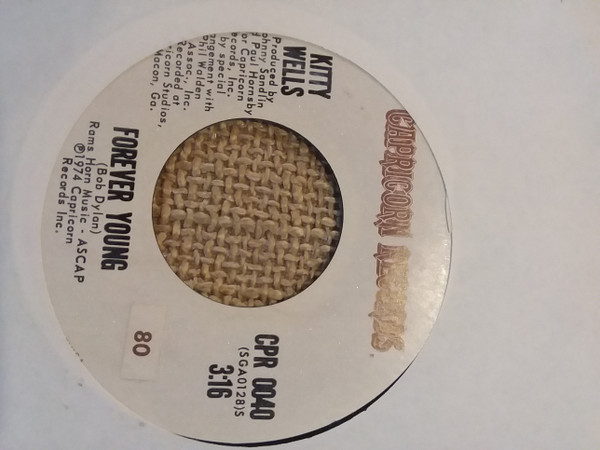 CAPRICORN RECORDS
KITTY
WELLS
Produced by
Johnny Sandlin
Paul Hornsby
for Capricorn
Records, Inc.
by special
with
Phil Walden
Assoc., Inc.
Recorded at
Studios,
Macon, Ga.
CPR 0040
(SGA0128)S
3:16
FOREVER YOUNG
(Bob Dylan)
Rams Horn Music - ASCAP
℗1974 Capricorn
Records Inc.
80